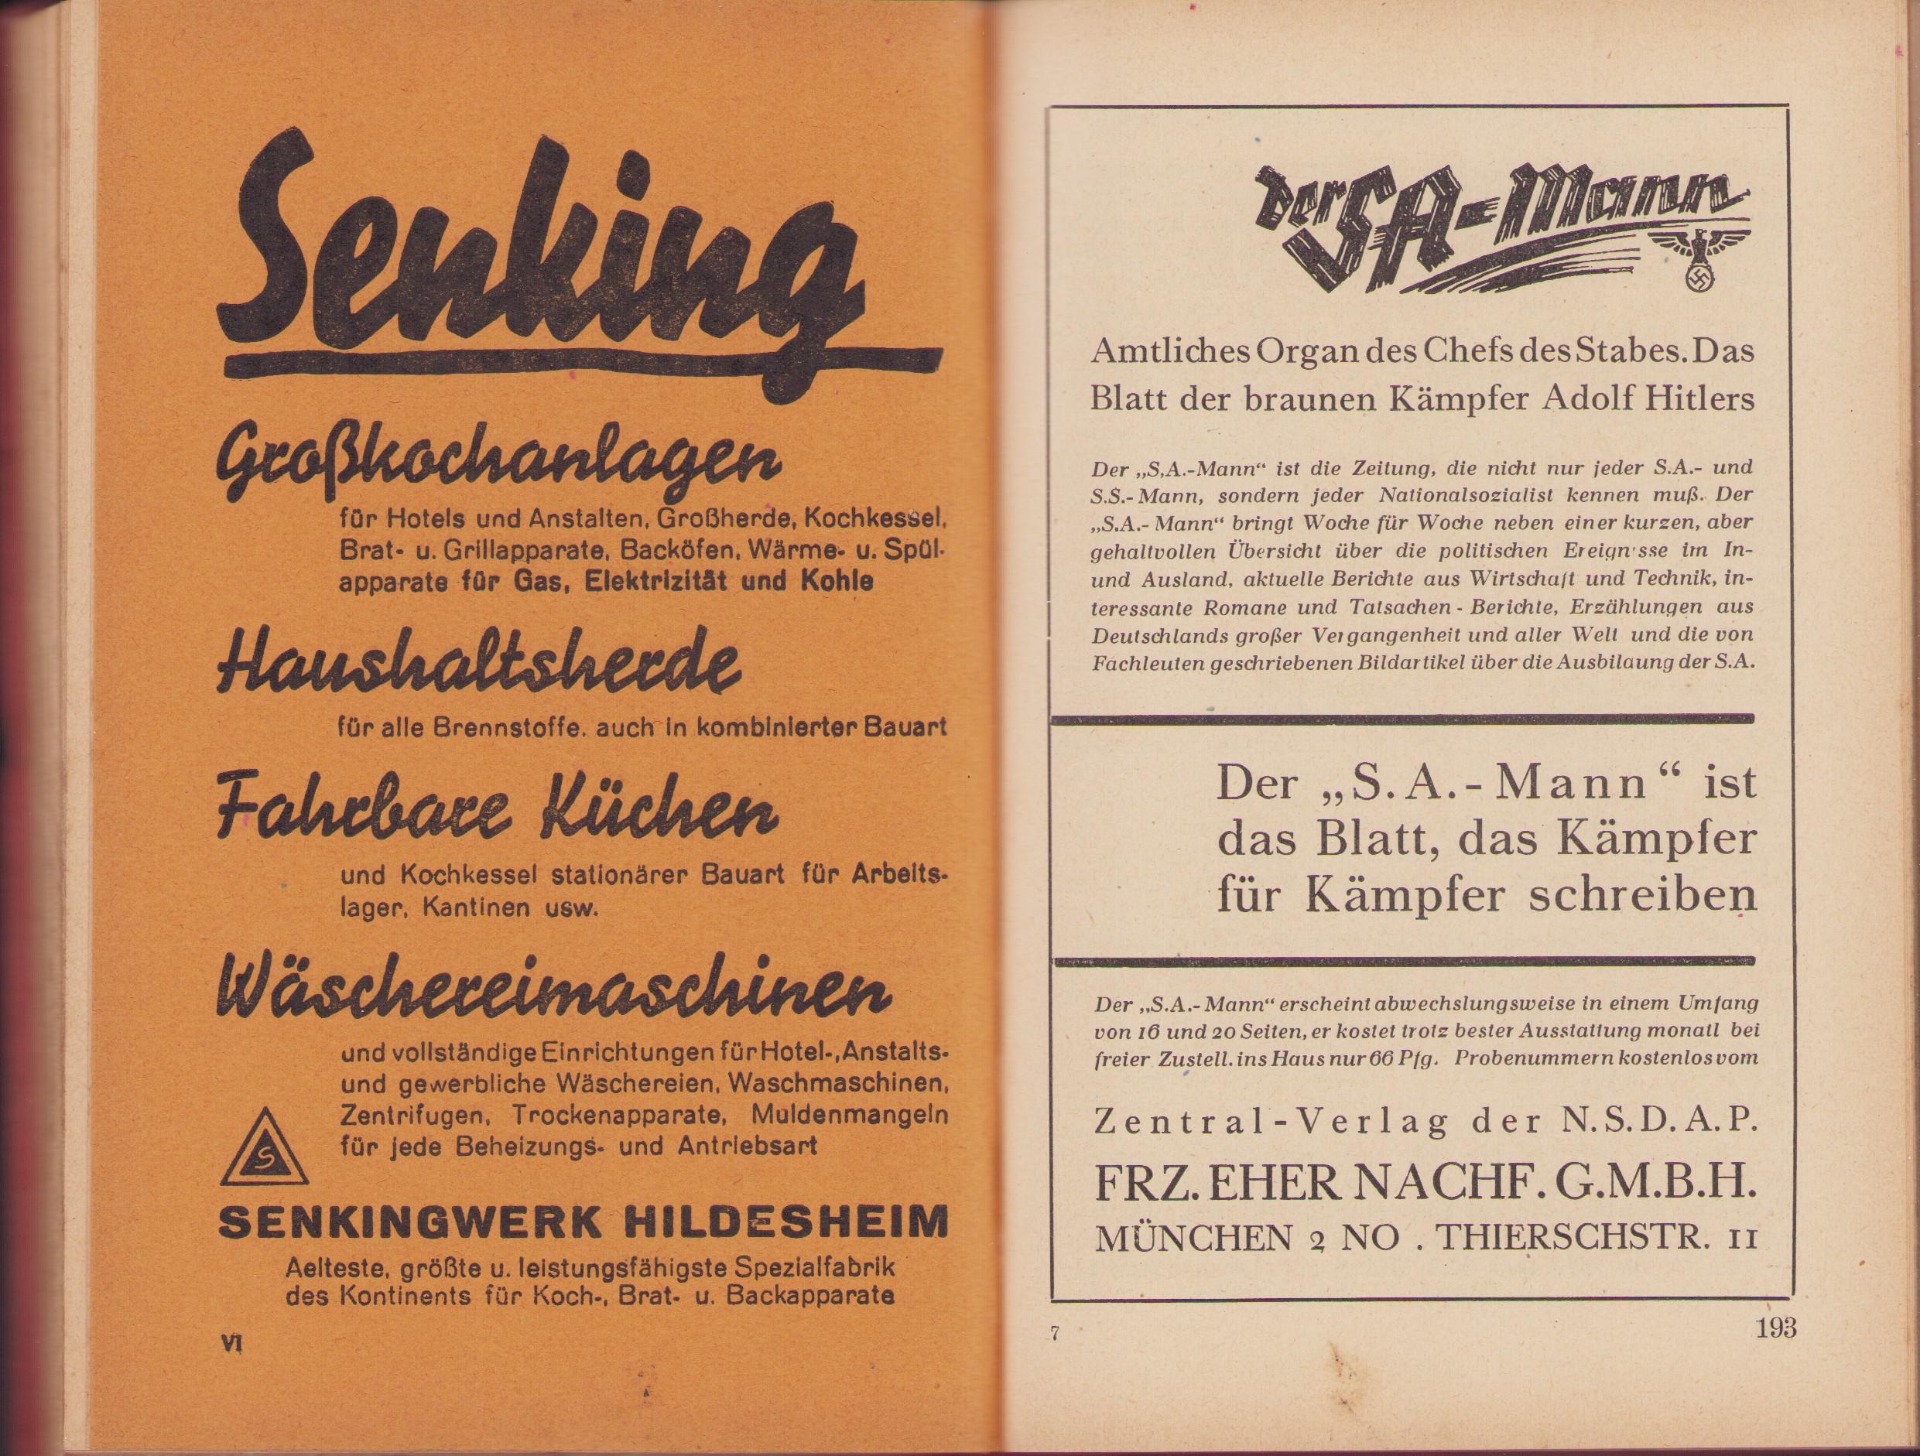 Senking
Großkochanlagen
für Hotels und Anstalten, Großherde, Kochkessel,
Brat- u. Grillapparate, Backöfen, Wärme- u. Spül-
apparate für Gas, Elektrizität und Kohle
Haushaltsherde
für alle Brennstoffe. auch in kombinierter Bauart
Fahrbare Küchen
und Kochkessel stationärer Bauart für Arbeits-
lager, Kantinen usw.
Wäschereimaschinen
und vollständige Einrichtungen für Hotel-, Anstalts-
und gewerbliche Wäschereien, Waschmaschinen,
Zentrifugen, Trockenapparate, Muldenmangeln
für jede Beheizungs- und Antriebsart
S
SENKINGWERK HILDESHEIM
Aelteste, größte u. leistungsfähigste Spezialfabrik
des Kontinents für Koch-, Brat- u. Backapparate
VI
Der SA-Mann
Amtliches Organ des Chefs des Stabes. Das
Blatt der braunen Kämpfer Adolf Hitlers
Der „S.A.-Mann“ ist die Zeitung, die nicht nur jeder S.A.- und
S.S.-Mann, sondern jeder Nationalsozialist kennen muß. Der
„S.A.-Mann“ bringt Woche für Woche neben einer kurzen, aber
gehaltvollen Übersicht über die politischen Ereign'sse im In-
und Ausland, aktuelle Berichte aus Wirtschaft und Technik, in-
teressante Romane und Tatsachen-Berichte, Erzählungen aus
Deutschlands großer Vergangenheit und aller Welt und die von
Fachleuten geschriebenen Bildartikel über die Ausbildung der S.A.
Der „S.A.-Mann“ ist
das Blatt, das Kämpfer
für Kämpfer schreiben
Der „S.A.-Mann“ erscheint abwechslungsweise in einem Umfang
von 16 und 20 Seiten, er kostet trotz bester Ausstattung monatl bei
freier Zustell. ins Haus nur 66 Pfg. Probenummern kostenlos vom
Zentral-Verlag der N.S.D.A.P.
FRZ. EHER NACHF. G.M.B.H.
MÜNCHEN 2 NO . THIERSCHSTR. 11
7
193